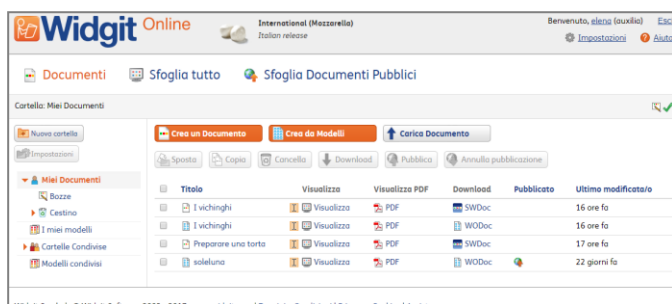 Widgit Online
International (Mozzarella)
Italian release
Benvenuto, elena (auxilia) Esci
Impostazioni Aiuto
Documenti Sfoglia tutto Sfoglia Documenti Pubblici
Cartella: Miei Documenti
Nuova cartella
Impostazioni
Miei Documenti
Bozze
Cestino
I miei modelli
Cartelle Condivise
Modelli condivisi
Crea un Documento Crea da Modelli Carica Documento
Sposta Copia Cancella Download Pubblica Annulla pubblicazione
Titolo Visualizza Visualizza PDF Download Pubblicato Ultimo modificato/o
I vichinghi Visualizza PDF SWDoc 16 ore fa
I vichinghi Visualizza PDF WODoc 16 ore fa
Preparare una torta Visualizza PDF SWDoc 17 ore fa
soleluna Visualizza PDF WODoc 22 giorni fa